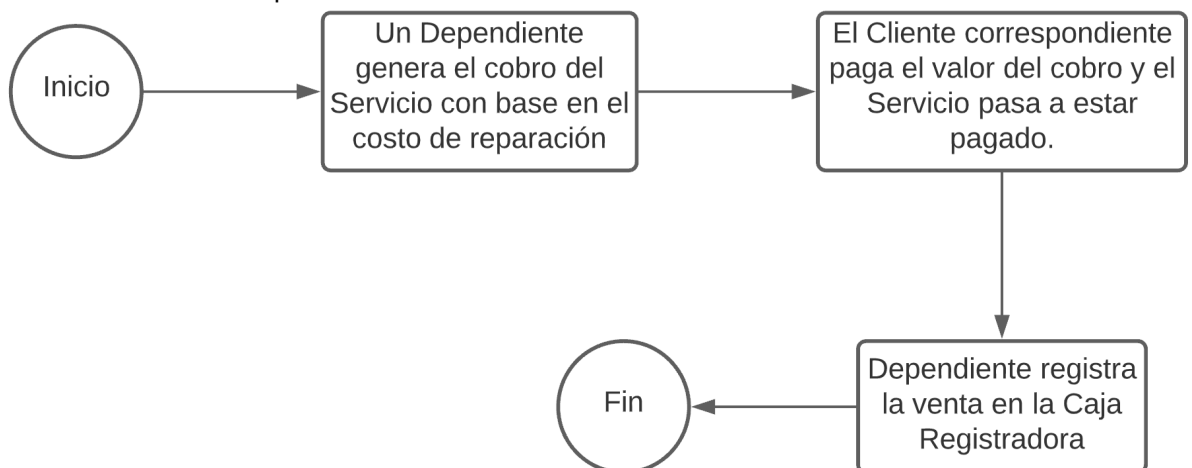 Inicio
Un Dependiente
genera el cobro del
Servicio con base en el
costo de reparación
El Cliente correspondiente
paga el valor del cobro y el
Servicio pasa a estar
pagado.
Dependiente registra
la venta en la Caja
Registradora
Fin